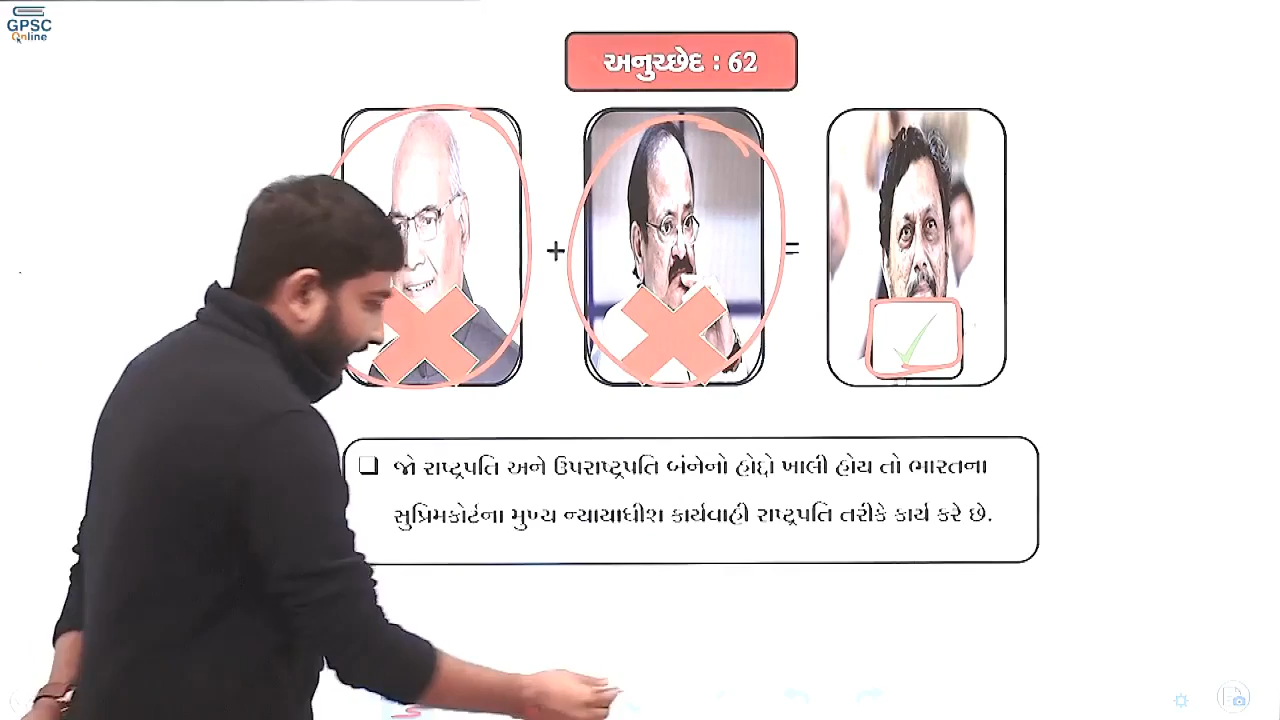 GPSC
Online
અનુચ્છેદ : 62
+
=
જો રાષ્ટ્રપતિ અને ઉપરાષ્ટ્રપતિ બંનેનો હોદ્દો ખાલી હોય તો ભારતના
સુપ્રિમકોર્ટના મુખ્ય ન્યાયાધીશ કાર્યવાહી રાષ્ટ્રપતિ તરીકે કાર્ય કરે છે.